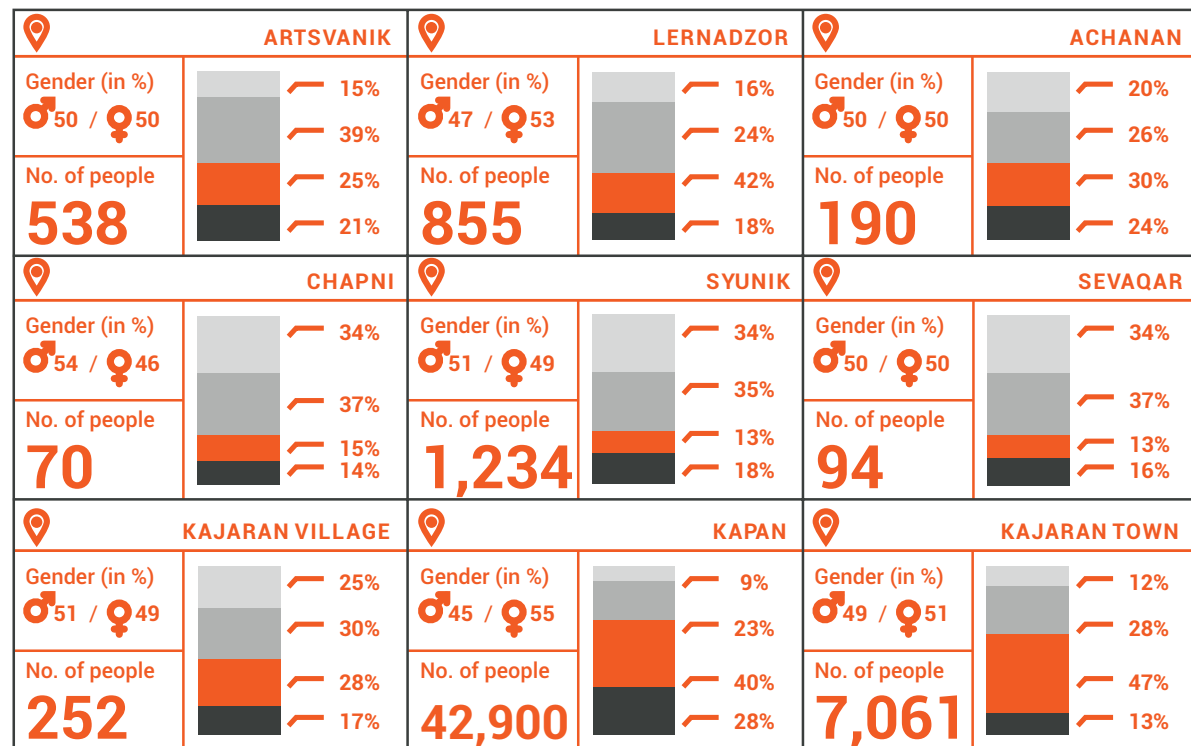 ARTSVANIK
Gender (in %)
50 / 50
No. of people
538
15%
39%
25%
21%
LERNADZOR
Gender (in %)
47 / 53
No. of people
855
16%
24%
42%
18%
ACHANAN
Gender (in %)
50 / 50
No. of people
190
20%
26%
30%
24%
CHAPNI
Gender (in %)
54 / 46
No. of people
70
34%
37%
15%
14%
SYUNIK
Gender (in %)
51 / 49
No. of people
1,234
34%
35%
13%
18%
SEVAQAR
Gender (in %)
50 / 50
No. of people
94
34%
37%
13%
16%
KAJARAN VILLAGE
Gender (in %)
51 / 49
No. of people
252
25%
30%
28%
17%
KAPAN
Gender (in %)
45 / 55
No. of people
42,900
9%
23%
40%
28%
KAJARAN TOWN
Gender (in %)
49 / 51
No. of people
7,061
12%
28%
47%
13%